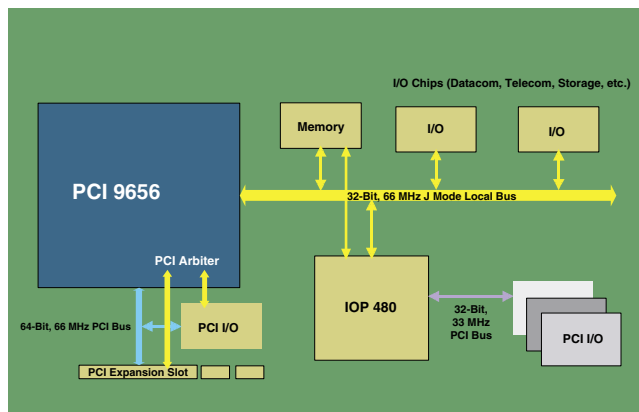 I/O Chips (Datacom, Telecom, Storage, etc.)
Memory
I/O
I/O
PCI 9656
32-Bit, 66 MHz J Mode Local Bus
PCI Arbiter
IOP 480
64-Bit, 66 MHz PCI Bus
PCI I/O
32-Bit,
33 MHz
PCI Bus
PCI I/O
PCI Expansion Slot